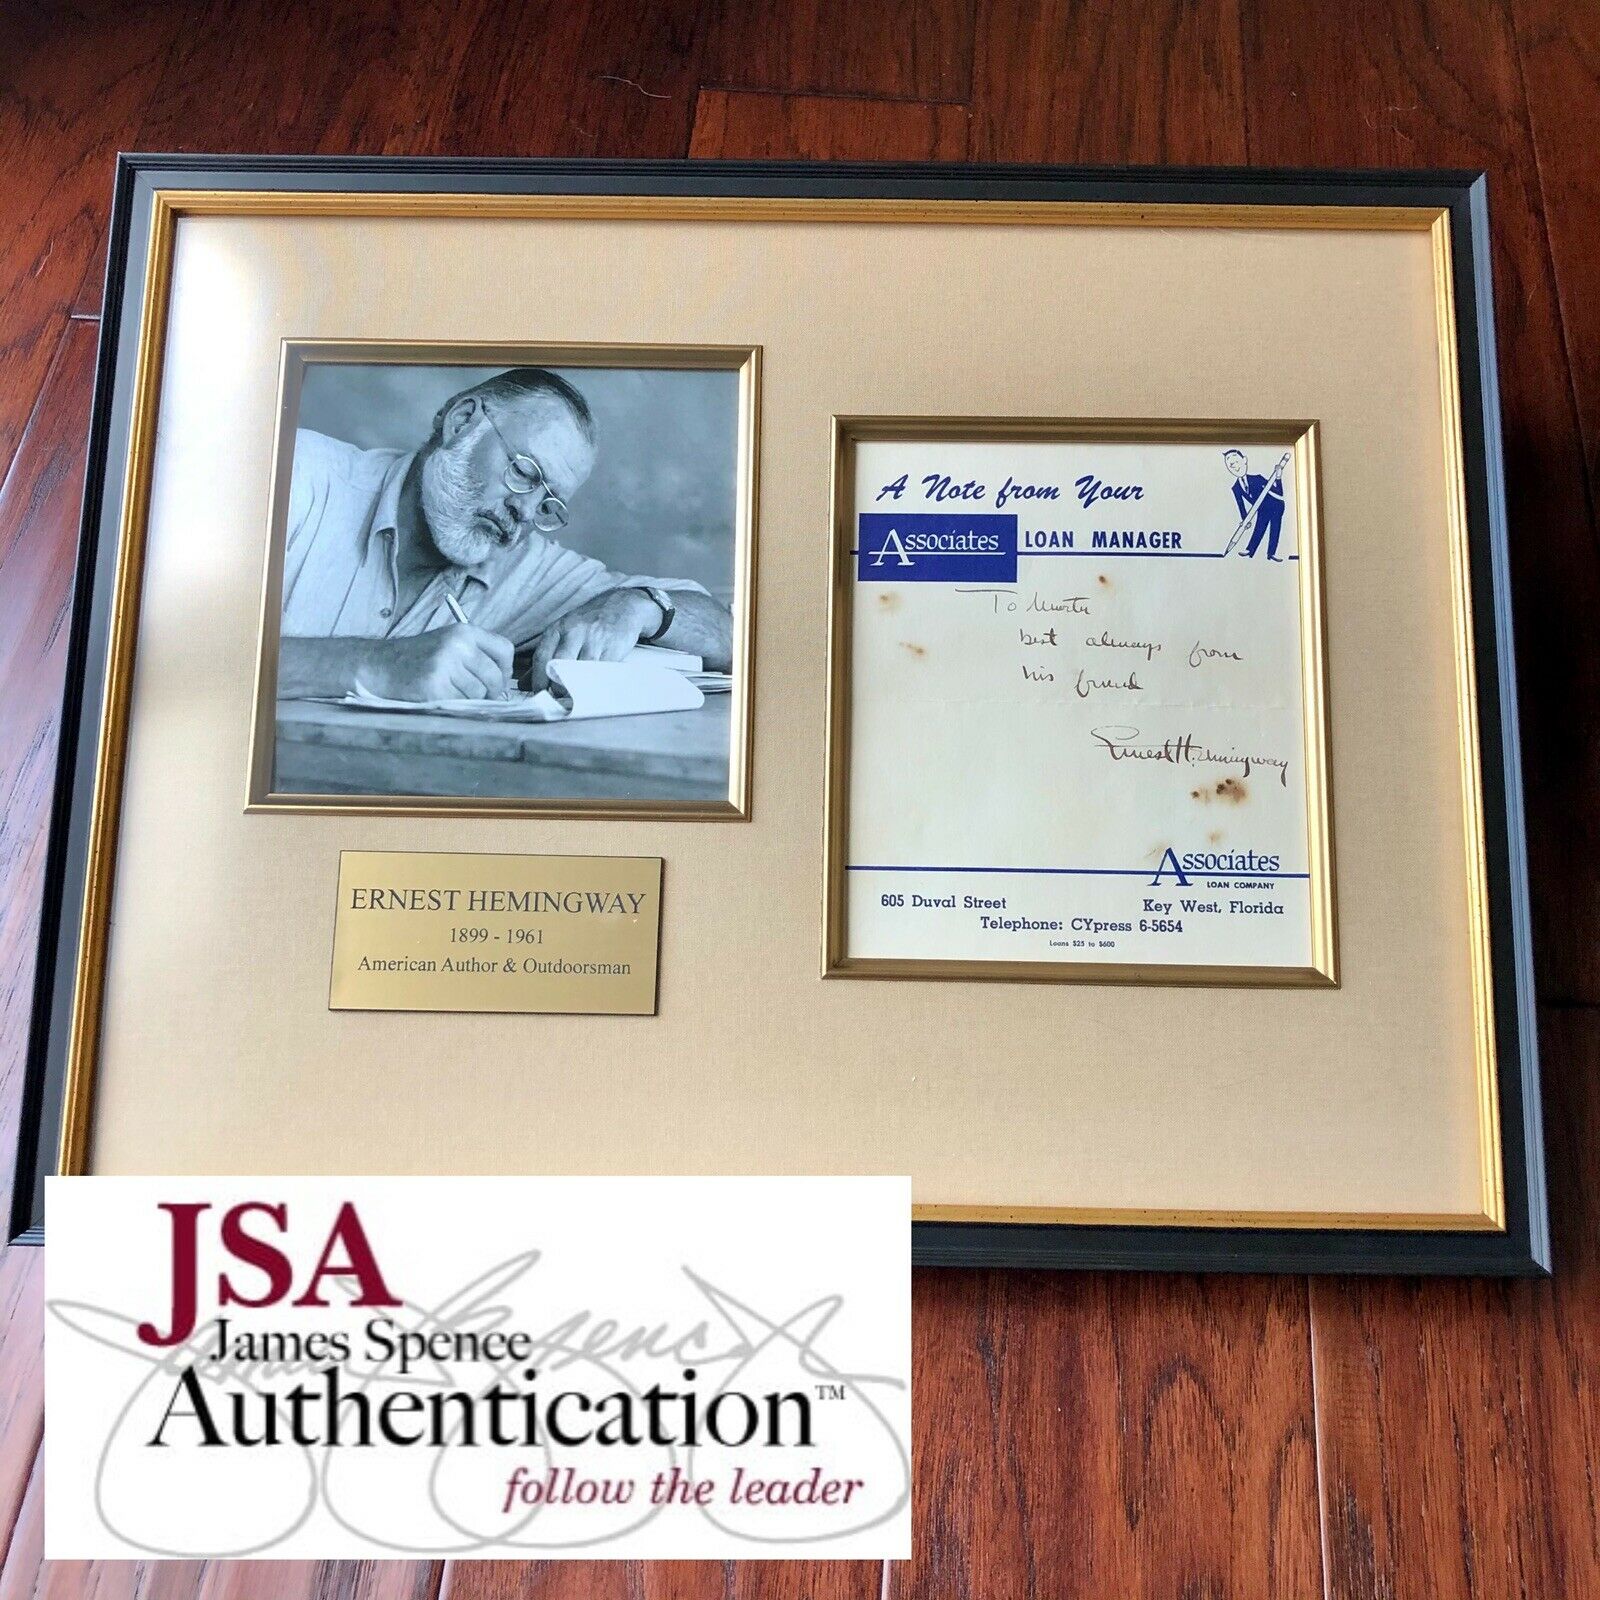 A Note from Your
Associates LOAN MANAGER
To
best always from
his friend
Ernest Hemingway
Associates
LOAN COMPANY
605 Duval Street Key West, Florida
Telephone: CYpress 6-5654
Loans $25 to $600
ERNEST HEMINGWAY
1899 - 1961
American Author & Outdoorsman
JSA
James Spence
Authentication™
follow the leader